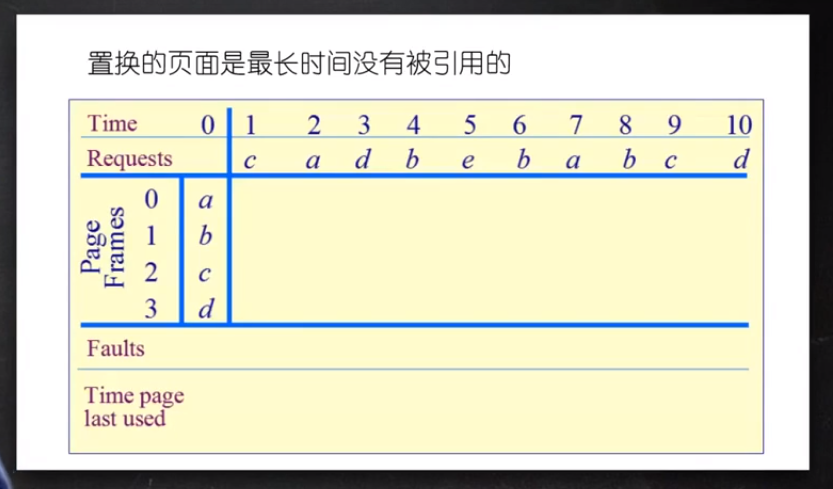 置换的页面是最长时间没有被引用的
Time 0 1 2 3 4 5 6 7 8 9 10
Requests c a d b e b a b c d
Page Frames
0 a
1 b
2 c
3 d
Faults
Time page
last used